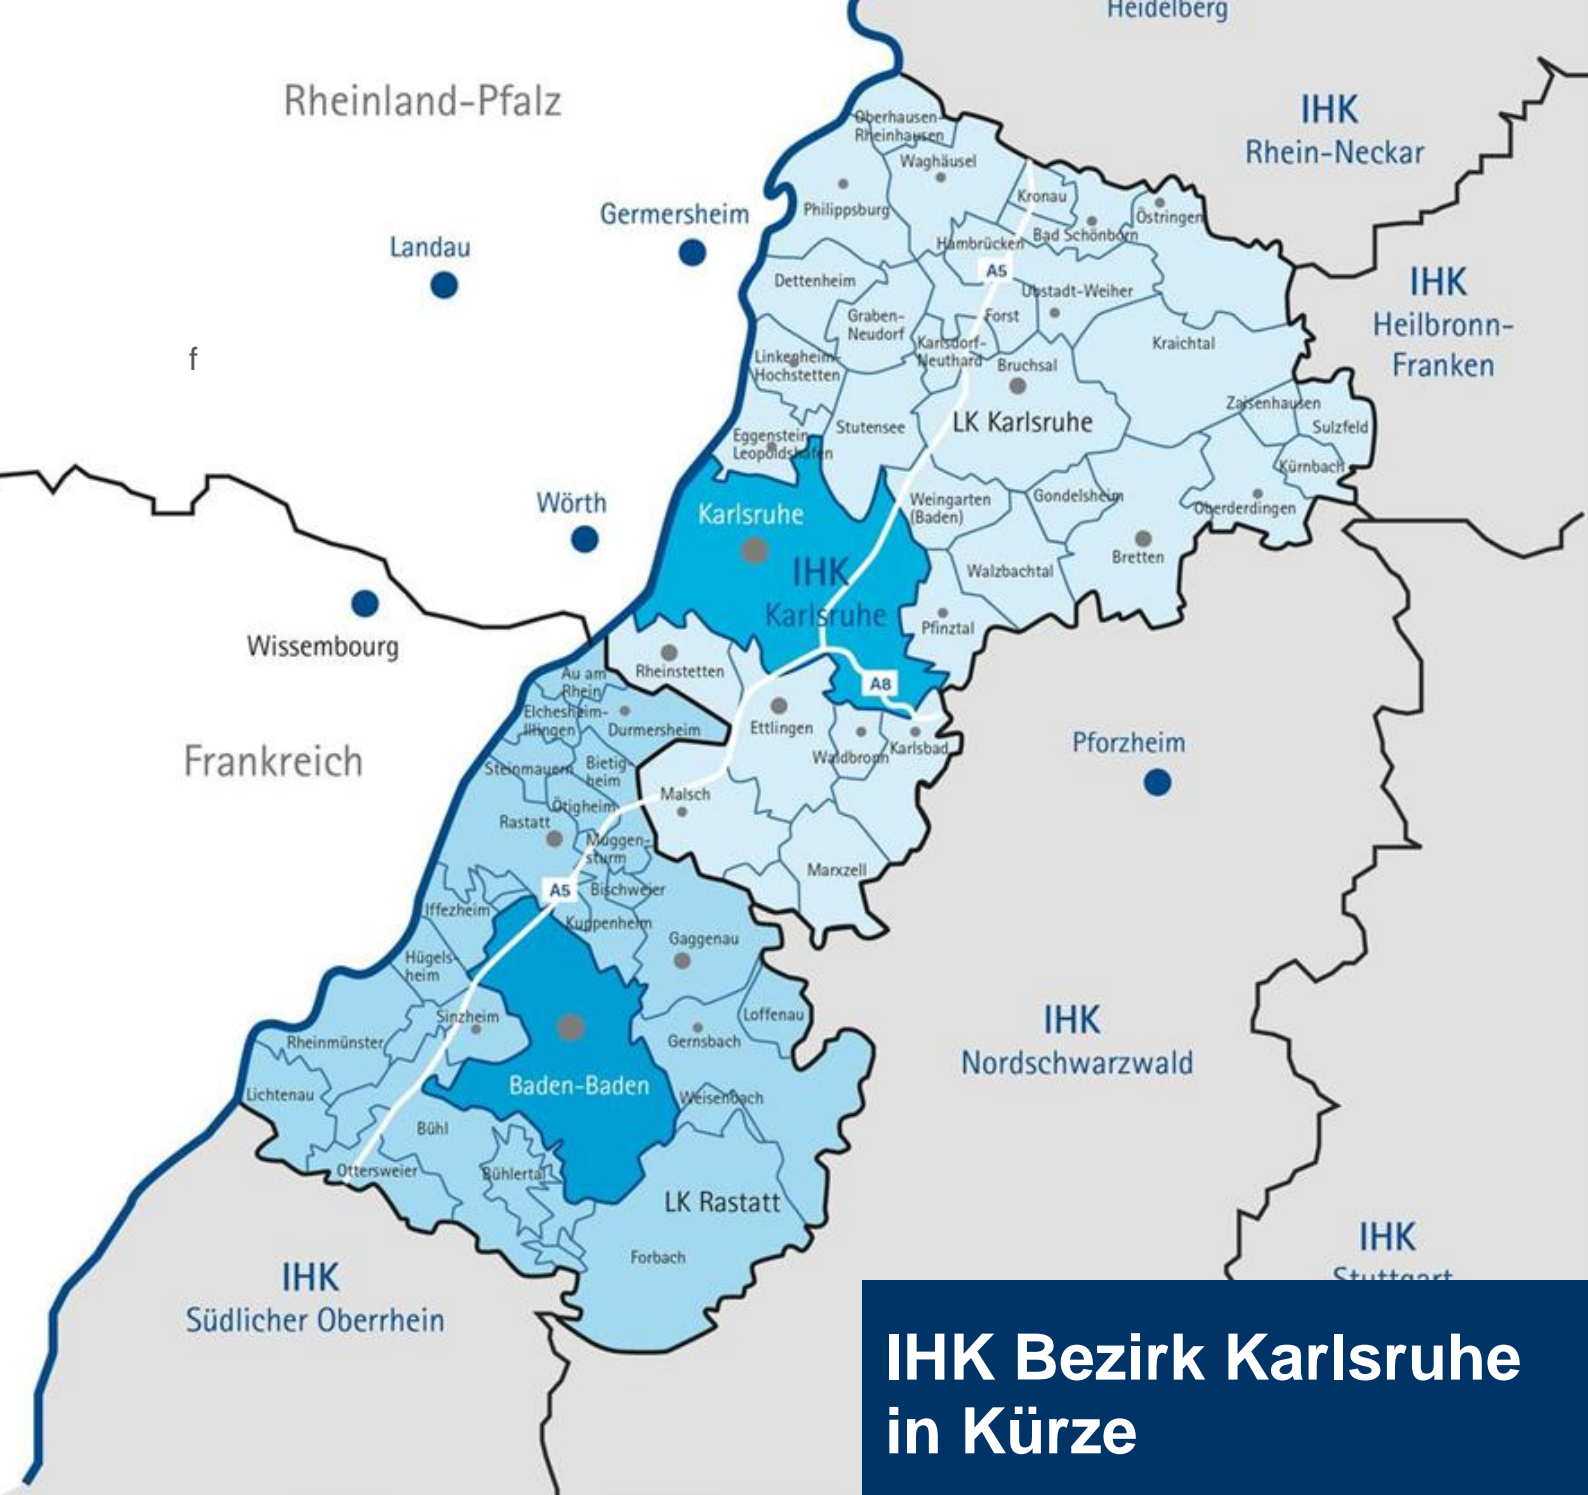 Heidelberg
Rheinland-Pfalz
IHK
Rhein-Neckar
Oberhausen-
Rheinhausen
Waghäusel
Philippsburg
Kronau
Östringen
Bad Schönborn
Hambrücken
Germersheim
Landau
A5
Dettenheim
Ubstadt-Weiher
IHK
Heilbronn-
Franken
Graben-
Neudorf
Forst
Karlsdorf-
Neuthard
Kraichtal
f
Linkenheim-
Hochstetten
Bruchsal
Zaisenhausen
Sulzfeld
Stutensee
LK Karlsruhe
Eggenstein-
Leopoldshafen
Kürnbach
Wörth
Karlsruhe
Weingarten
(Baden)
Gondelsheim
Oberderdingen
Bretten
IHK
Karlsruhe
Walzbachtal
Pfinztal
Wissembourg
Rheinstetten
Au am
Rhein
A8
Elchesheim-
Illingen
Durmersheim
Ettlingen
Waldbronn
Karlsbad
Pforzheim
Frankreich
Steinmauern
Bietig-
heim
Malsch
Ötigheim
Rastatt
Muggen-
sturm
Marxzell
A5
Bischweier
Iffezheim
Kuppenheim
Gaggenau
Hügels-
heim
Sinzheim
Loffenau
Rheinmünster
Gernsbach
IHK
Nordschwarzwald
Lichtenau
Baden-Baden
Weisenbach
Bühl
Ottersweier
Bühlertal
LK Rastatt
Forbach
IHK
Südlicher Oberrhein
IHK
Stuttgart
IHK Bezirk Karlsruhe
in Kürze